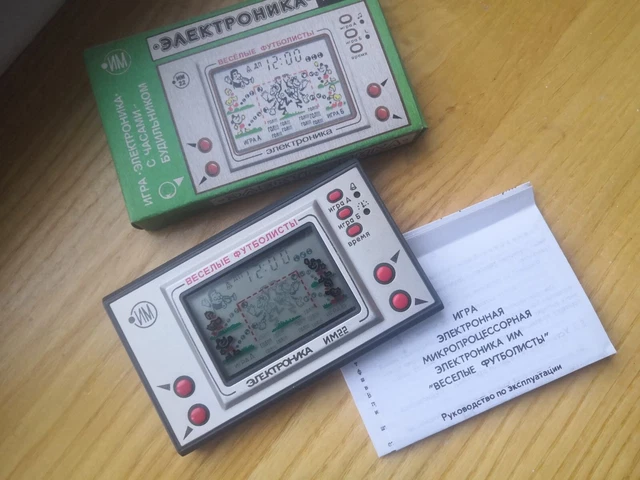 ИМ
ЭЛЕКТРОНИКА
ВЕСЁЛЫЕ ФУТБОЛИСТЫ
12:00
ИГРА А
ИГРА Б
электроника
ИГРА "ЭЛЕКТРОНИКА"
С ЧАСАМИ-
БУДИЛЬНИКОМ
ВЕСЕЛЫЕ ФУТБОЛИСТЫ
игра А
игра Б
время
12:00
ИМ
ЭЛЕКТРОНИКА ИМ22
ИГРА
ЭЛЕКТРОННАЯ
МИКРОПРОЦЕССОРНАЯ
ЭЛЕКТРОНИКА ИМ
"ВЕСЕЛЫЕ ФУТБОЛИСТЫ"
Руководство по эксплуатации